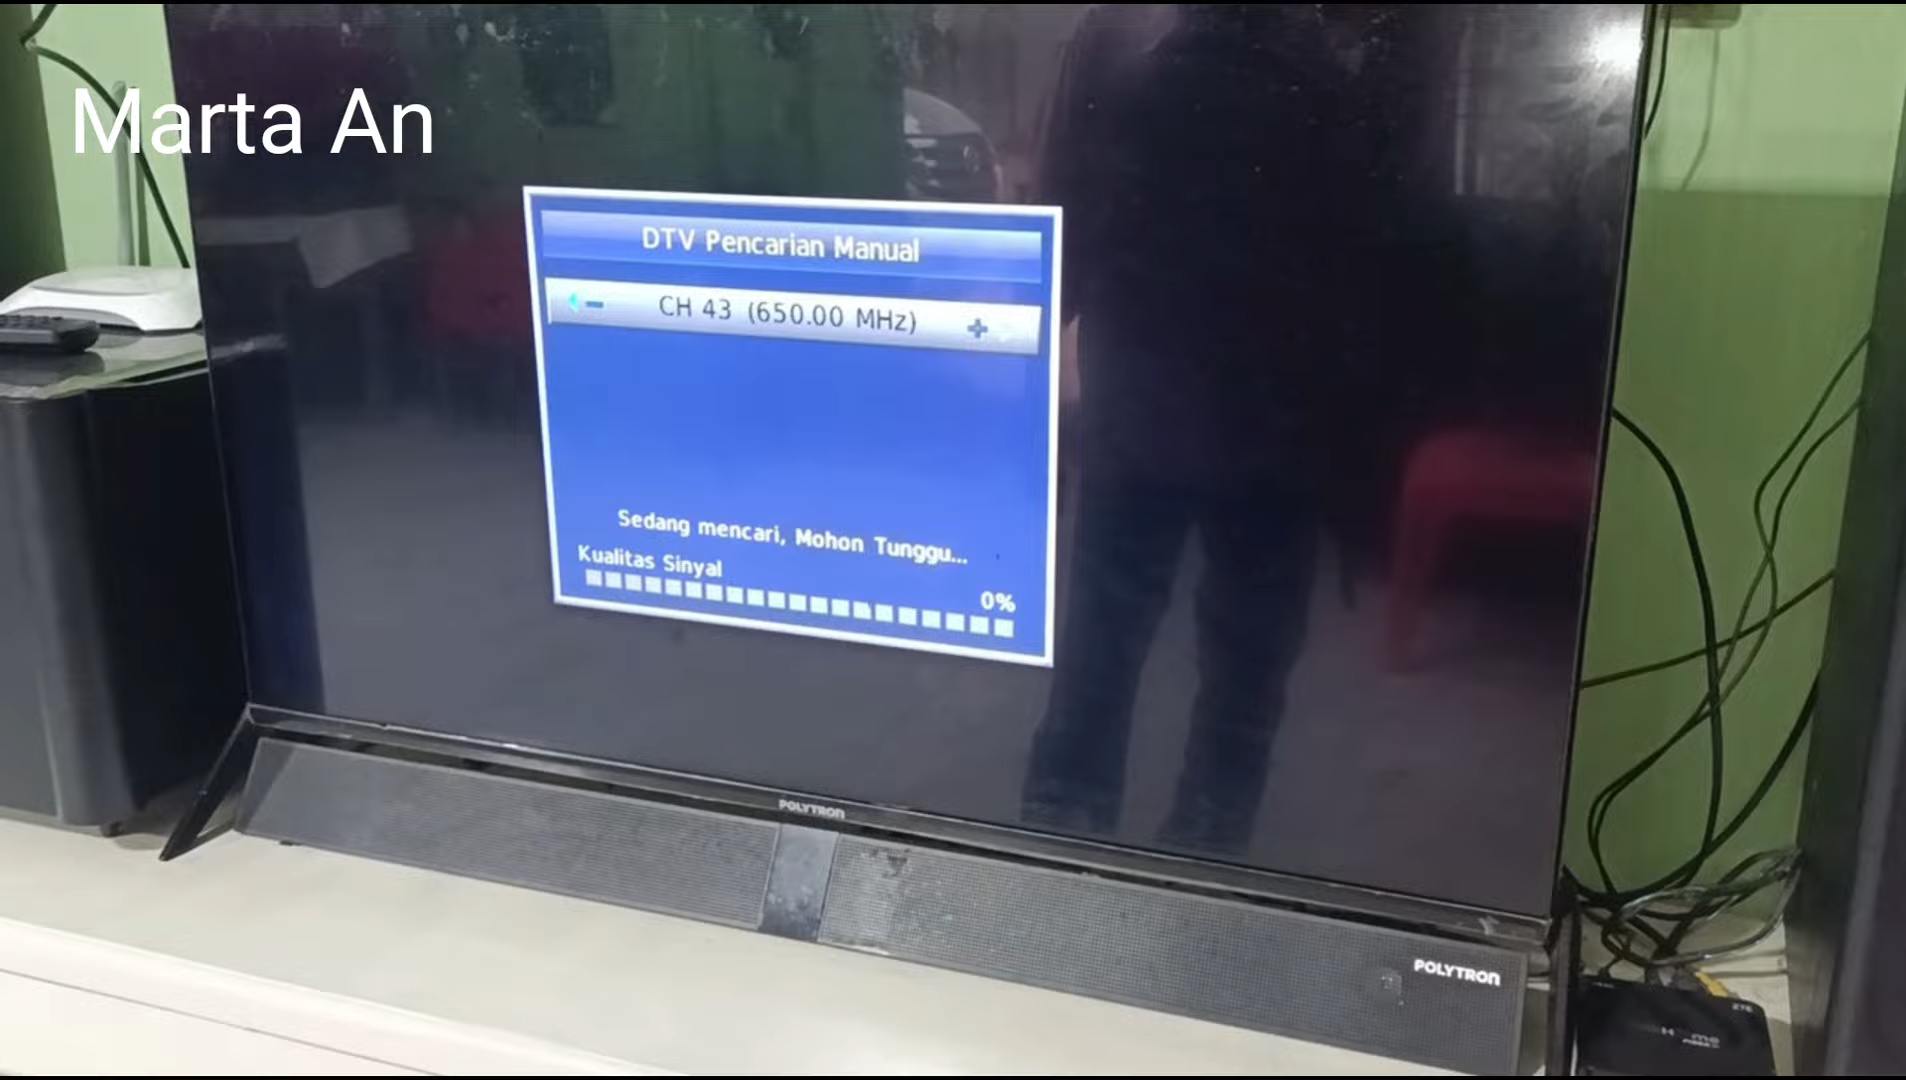 Marta An
DTV Pencarian Manual
CH 43 (650.00 MHz)
Sedang mencari, Mohon Tunggu...
Kualitas Sinyal
0%
POLYTRON
POLYTRON
ZTE